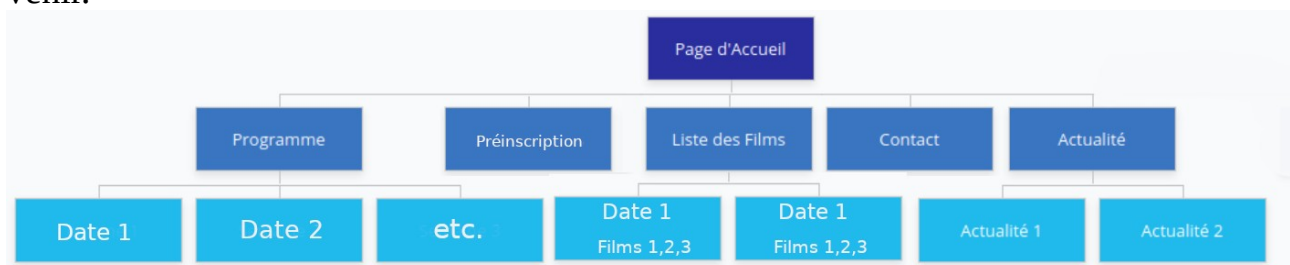 venir.
Page d'Accueil
Programme
Préinscription
Liste des Films
Contact
Actualité
Date 1
Date 2
etc.
Date 1
Films 1,2,3
Date 1
Films 1,2,3
Actualité 1
Actualité 2